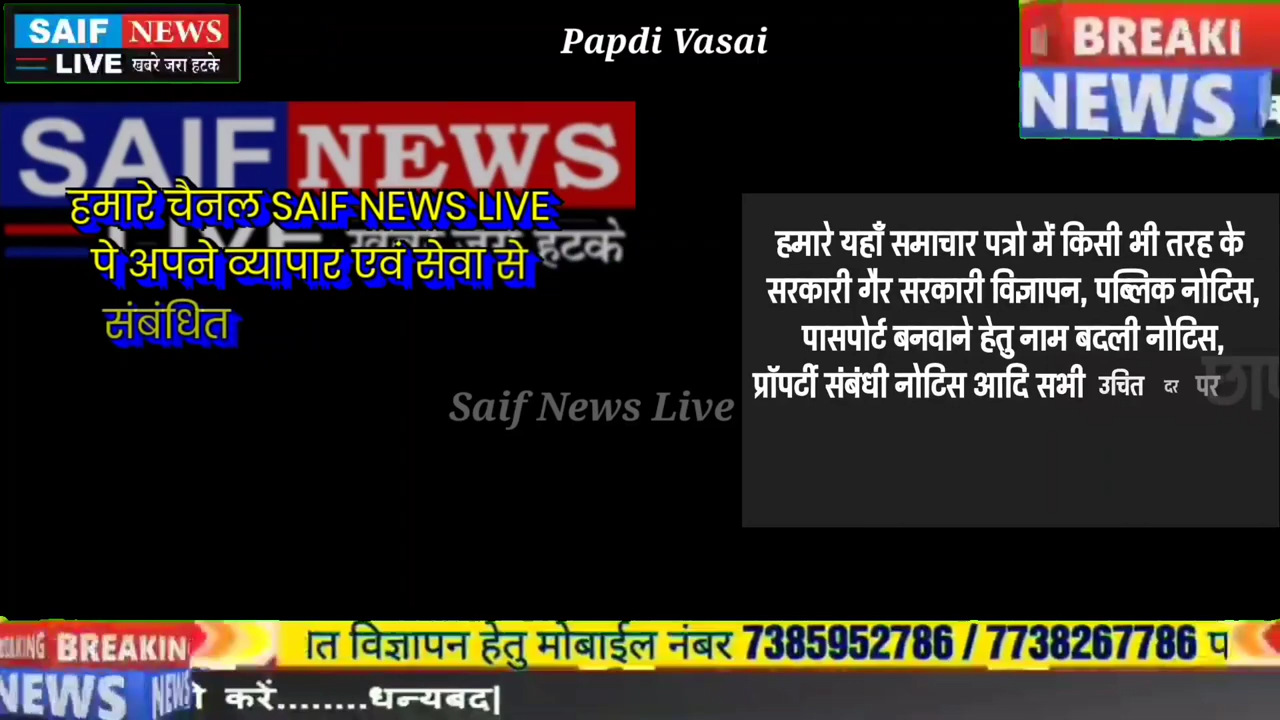 SAIF NEWS
LIVE खबरे जरा हटके
Papdi Vasai
BREAKI
NEWS
SAIF NEWS
हमारे चैनल SAIF NEWS LIVE
पे अपने व्यापार एवं सेवा से
संबंधित
हटके
हमारे यहाँ समाचार पत्रो में किसी भी तरह के
सरकारी गैर सरकारी विज्ञापन, पब्लिक नोटिस,
पासपोर्ट बनवाने हेतु नाम बदली नोटिस,
प्रॉपर्टी संबंधी नोटिस आदि सभी उचित दर पर
Saif News Live
BREAKIN
NEWS
विज्ञापन हेतु मोबाईल नंबर 7385952786 / 7738267786 प
करें........धन्यबद|